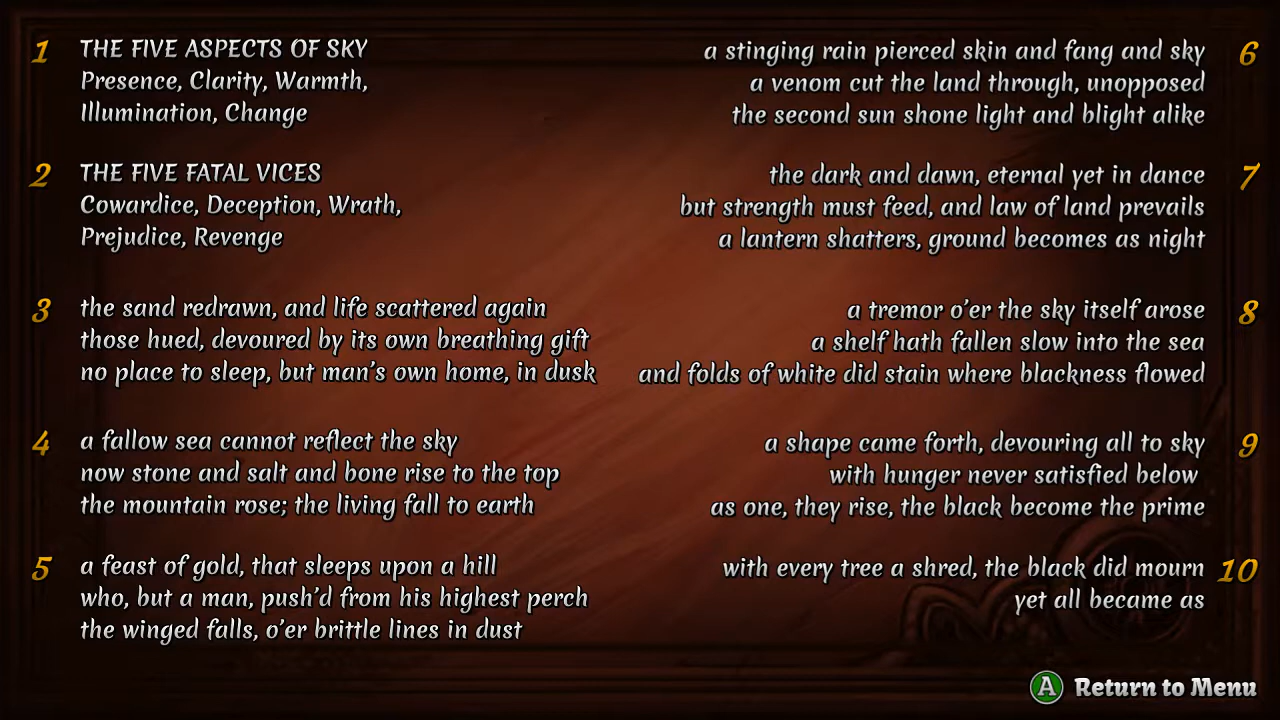 1
THE FIVE ASPECTS OF SKY
Presence, Clarity, Warmth,
Illumination, Change
2
THE FIVE FATAL VICES
Cowardice, Deception, Wrath,
Prejudice, Revenge
3
the sand redrawn, and life scattered again
those hued, devoured by its own breathing gift
no place to sleep, but man's own home, in dusk
4
a fallow sea cannot reflect the sky
now stone and salt and bone rise to the top
the mountain rose; the living fall to earth
5
a feast of gold, that sleeps upon a hill
who, but a man, push'd from his highest perch
the winged falls, o'er brittle lines in dust
6
a stinging rain pierced skin and fang and sky
a venom cut the land through, unopposed
the second sun shone light and blight alike
7
the dark and dawn, eternal yet in dance
but strength must feed, and law of land prevails
a lantern shatters, ground becomes as night
8
a tremor o'er the sky itself arose
a shelf hath fallen slow into the sea
and folds of white did stain where blackness flowed
9
a shape came forth, devouring all to sky
with hunger never satisfied below
as one, they rise, the black become the prime
10
with every tree a shred, the black did mourn
yet all became as
A Return to Menu